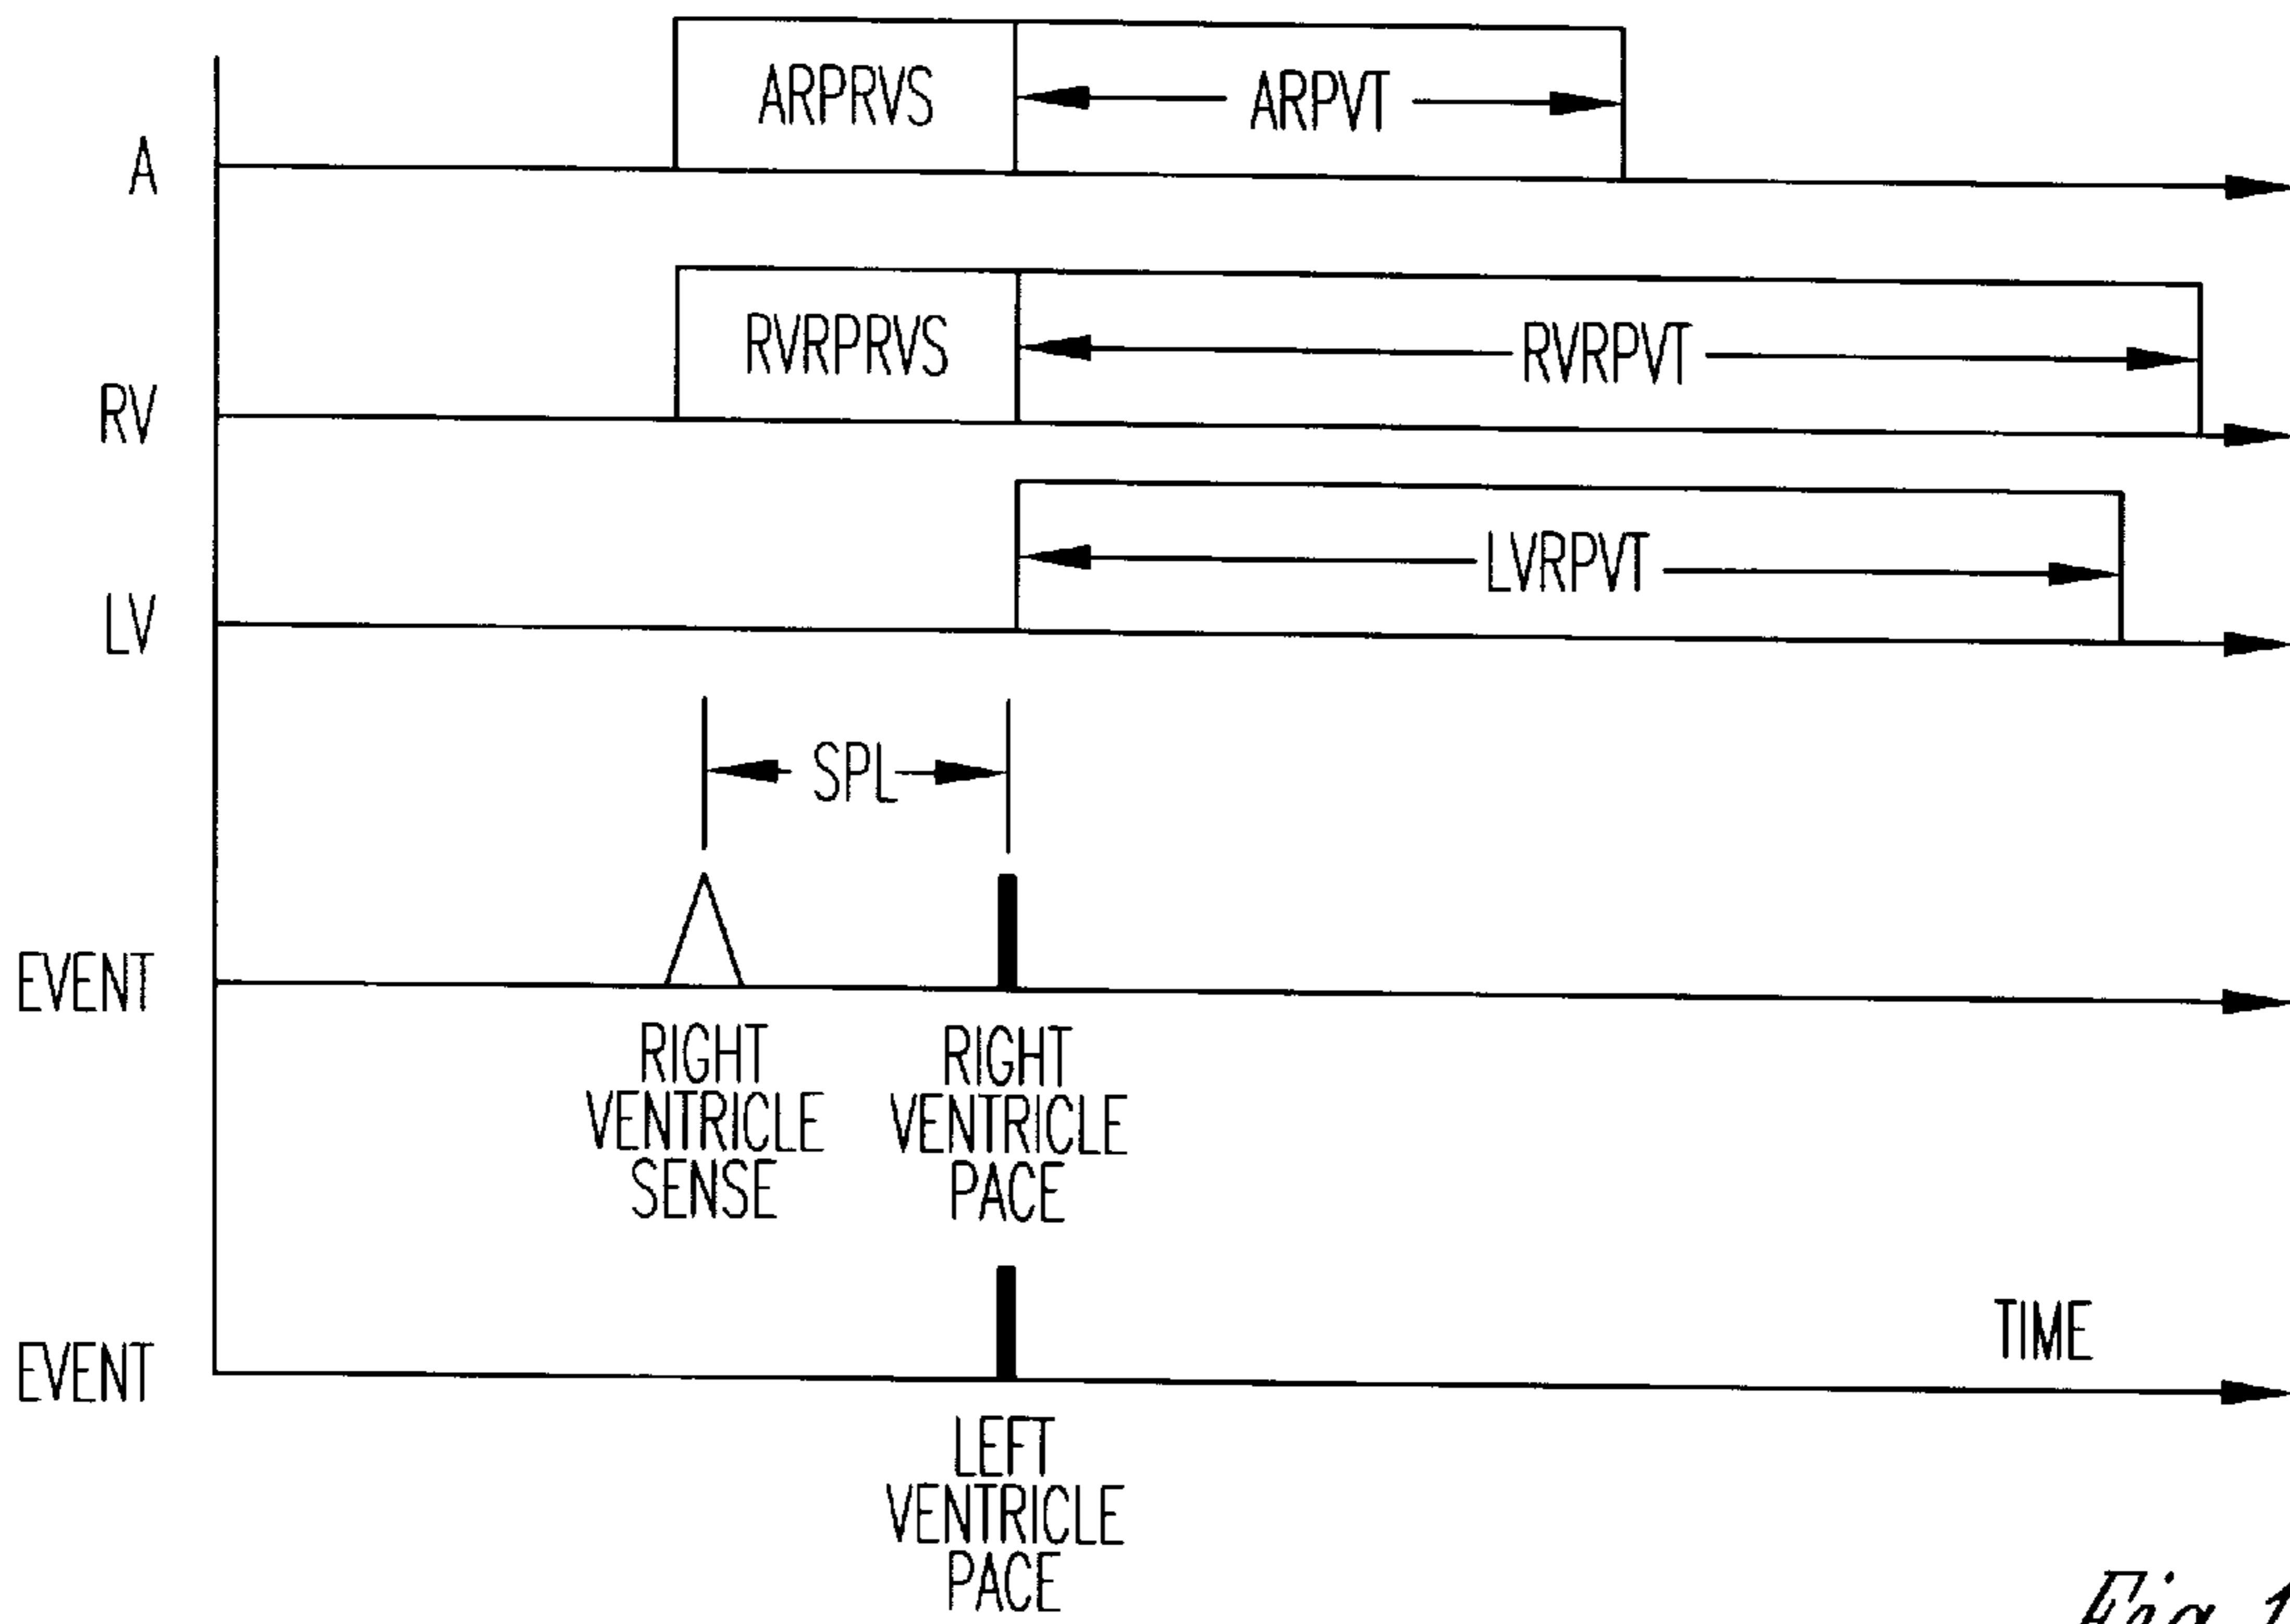 ARPRVS
ARPVT
A
RVRPRVS
RVRPVT
RV
LVRPVT
LV
SPL
EVENT
RIGHT
VENTRICLE
SENSE
RIGHT
VENTRICLE
PACE
TIME
EVENT
LEFT
VENTRICLE
PACE